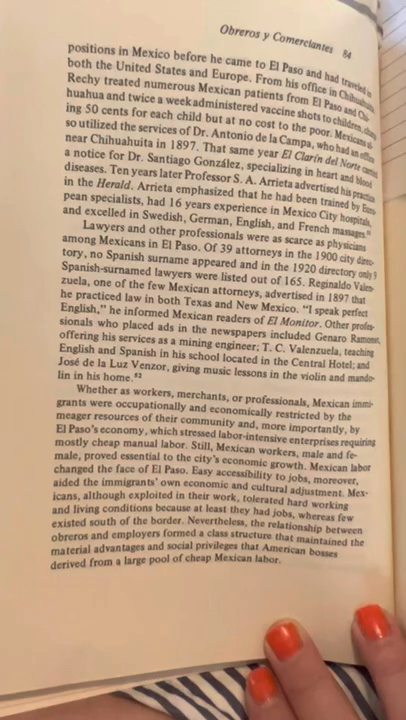 Obreros y Comerciantes 84
positions in Mexico before he came to El Paso and had traveled in
both the United States and Europe. From his office in Chihuahuita
Rechy treated numerous Mexican patients from El Paso and Chi-
huahua and twice a week administered vaccine shots to children, charg-
ing 50 cents for each child but at no cost to the poor. Mexicans al-
so utilized the services of Dr. Antonio de la Campa, who had an office
near Chihuahuita in 1897. That same year El Clarín del Norte carried
a notice for Dr. Santiago González, specializing in heart and blood
diseases. Ten years later Professor S. A. Arrieta advertised his practice
in the Herald. Arrieta emphasized that he had been trained by Euro-
pean specialists, had 16 years experience in Mexico City hospitals,
and excelled in Swedish, German, English, and French massages.
Lawyers and other professionals were as scarce as physicians
among Mexicans in El Paso. Of 39 attorneys in the 1900 city direc-
tory, no Spanish surname appeared and in the 1920 directory only 9
Spanish-surnamed lawyers were listed out of 165. Reginaldo Valen-
zuela, one of the few Mexican attorneys, advertised in 1897 that
he practiced law in both Texas and New Mexico. "I speak perfect
English," he informed Mexican readers of El Monitor. Other profes-
sionals who placed ads in the newspapers included Genaro Ramonet,
offering his services as a mining engineer; T. C. Valenzuela, teaching
English and Spanish in his school located in the Central Hotel; and
José de la Luz Venzor, giving music lessons in the violin and mando-
lin in his home.
Whether as workers, merchants, or professionals, Mexican immi-
grants were occupationally and economically restricted by the
meager resources of their community and, more importantly, by
El Paso's economy, which stressed labor-intensive enterprises requiring
mostly cheap manual labor. Still, Mexican workers, male and fe-
male, proved essential to the city's economic growth. Mexican labor
changed the face of El Paso. Easy accessibility to jobs, moreover,
aided the immigrants' own economic and cultural adjustment. Mex-
icans, although exploited in their work, tolerated hard working
and living conditions because at least they had jobs, whereas few
existed south of the border. Nevertheless, the relationship between
obreros and employers formed a class structure that maintained the
material advantages and social privileges that American bosses
derived from a large pool of cheap Mexican labor.